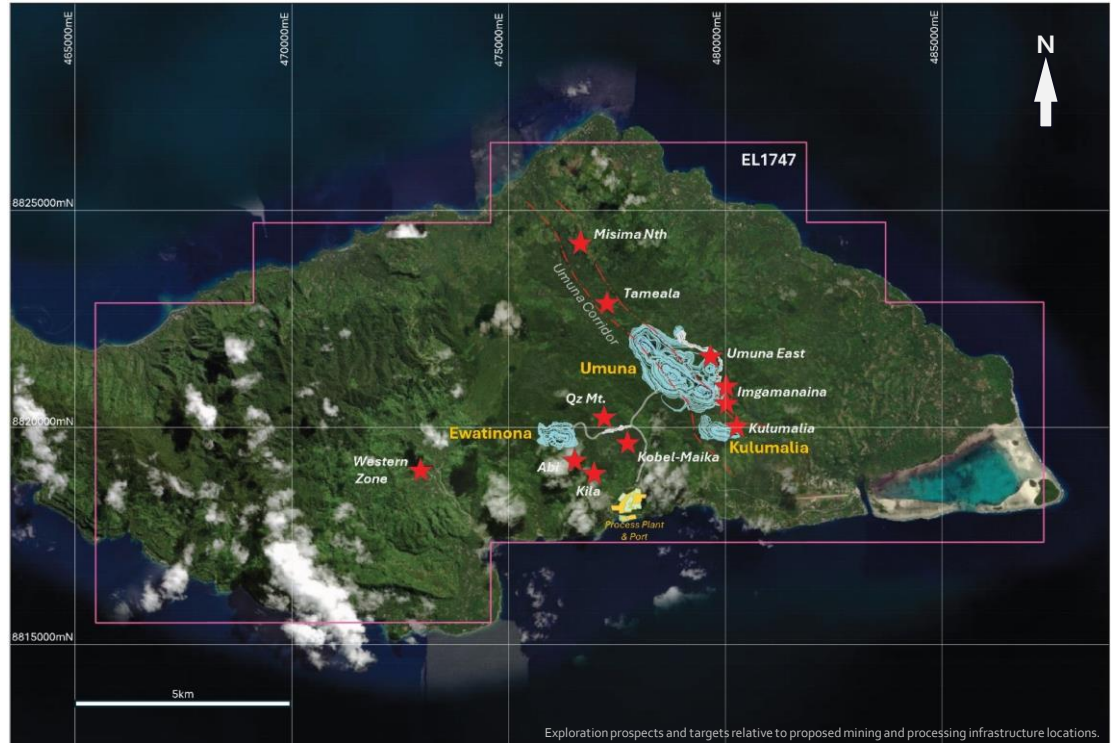 465000mE
470000mE
475000mE
480000mE
485000mE
N
EL1747
8825000mN
Misima Nth
Umuna Corridor
Tameala
Umuna East
Umuna
Imgamanaina
Qz Mt.
8820000mN
Kulumalia
Ewatinona
Kulumalia
Kobel-Maika
Western
Zone
Abi
Kila
Process Plant
& Port
8815000mN
5km
Exploration prospects and targets relative to proposed mining and processing infrastructure locations.